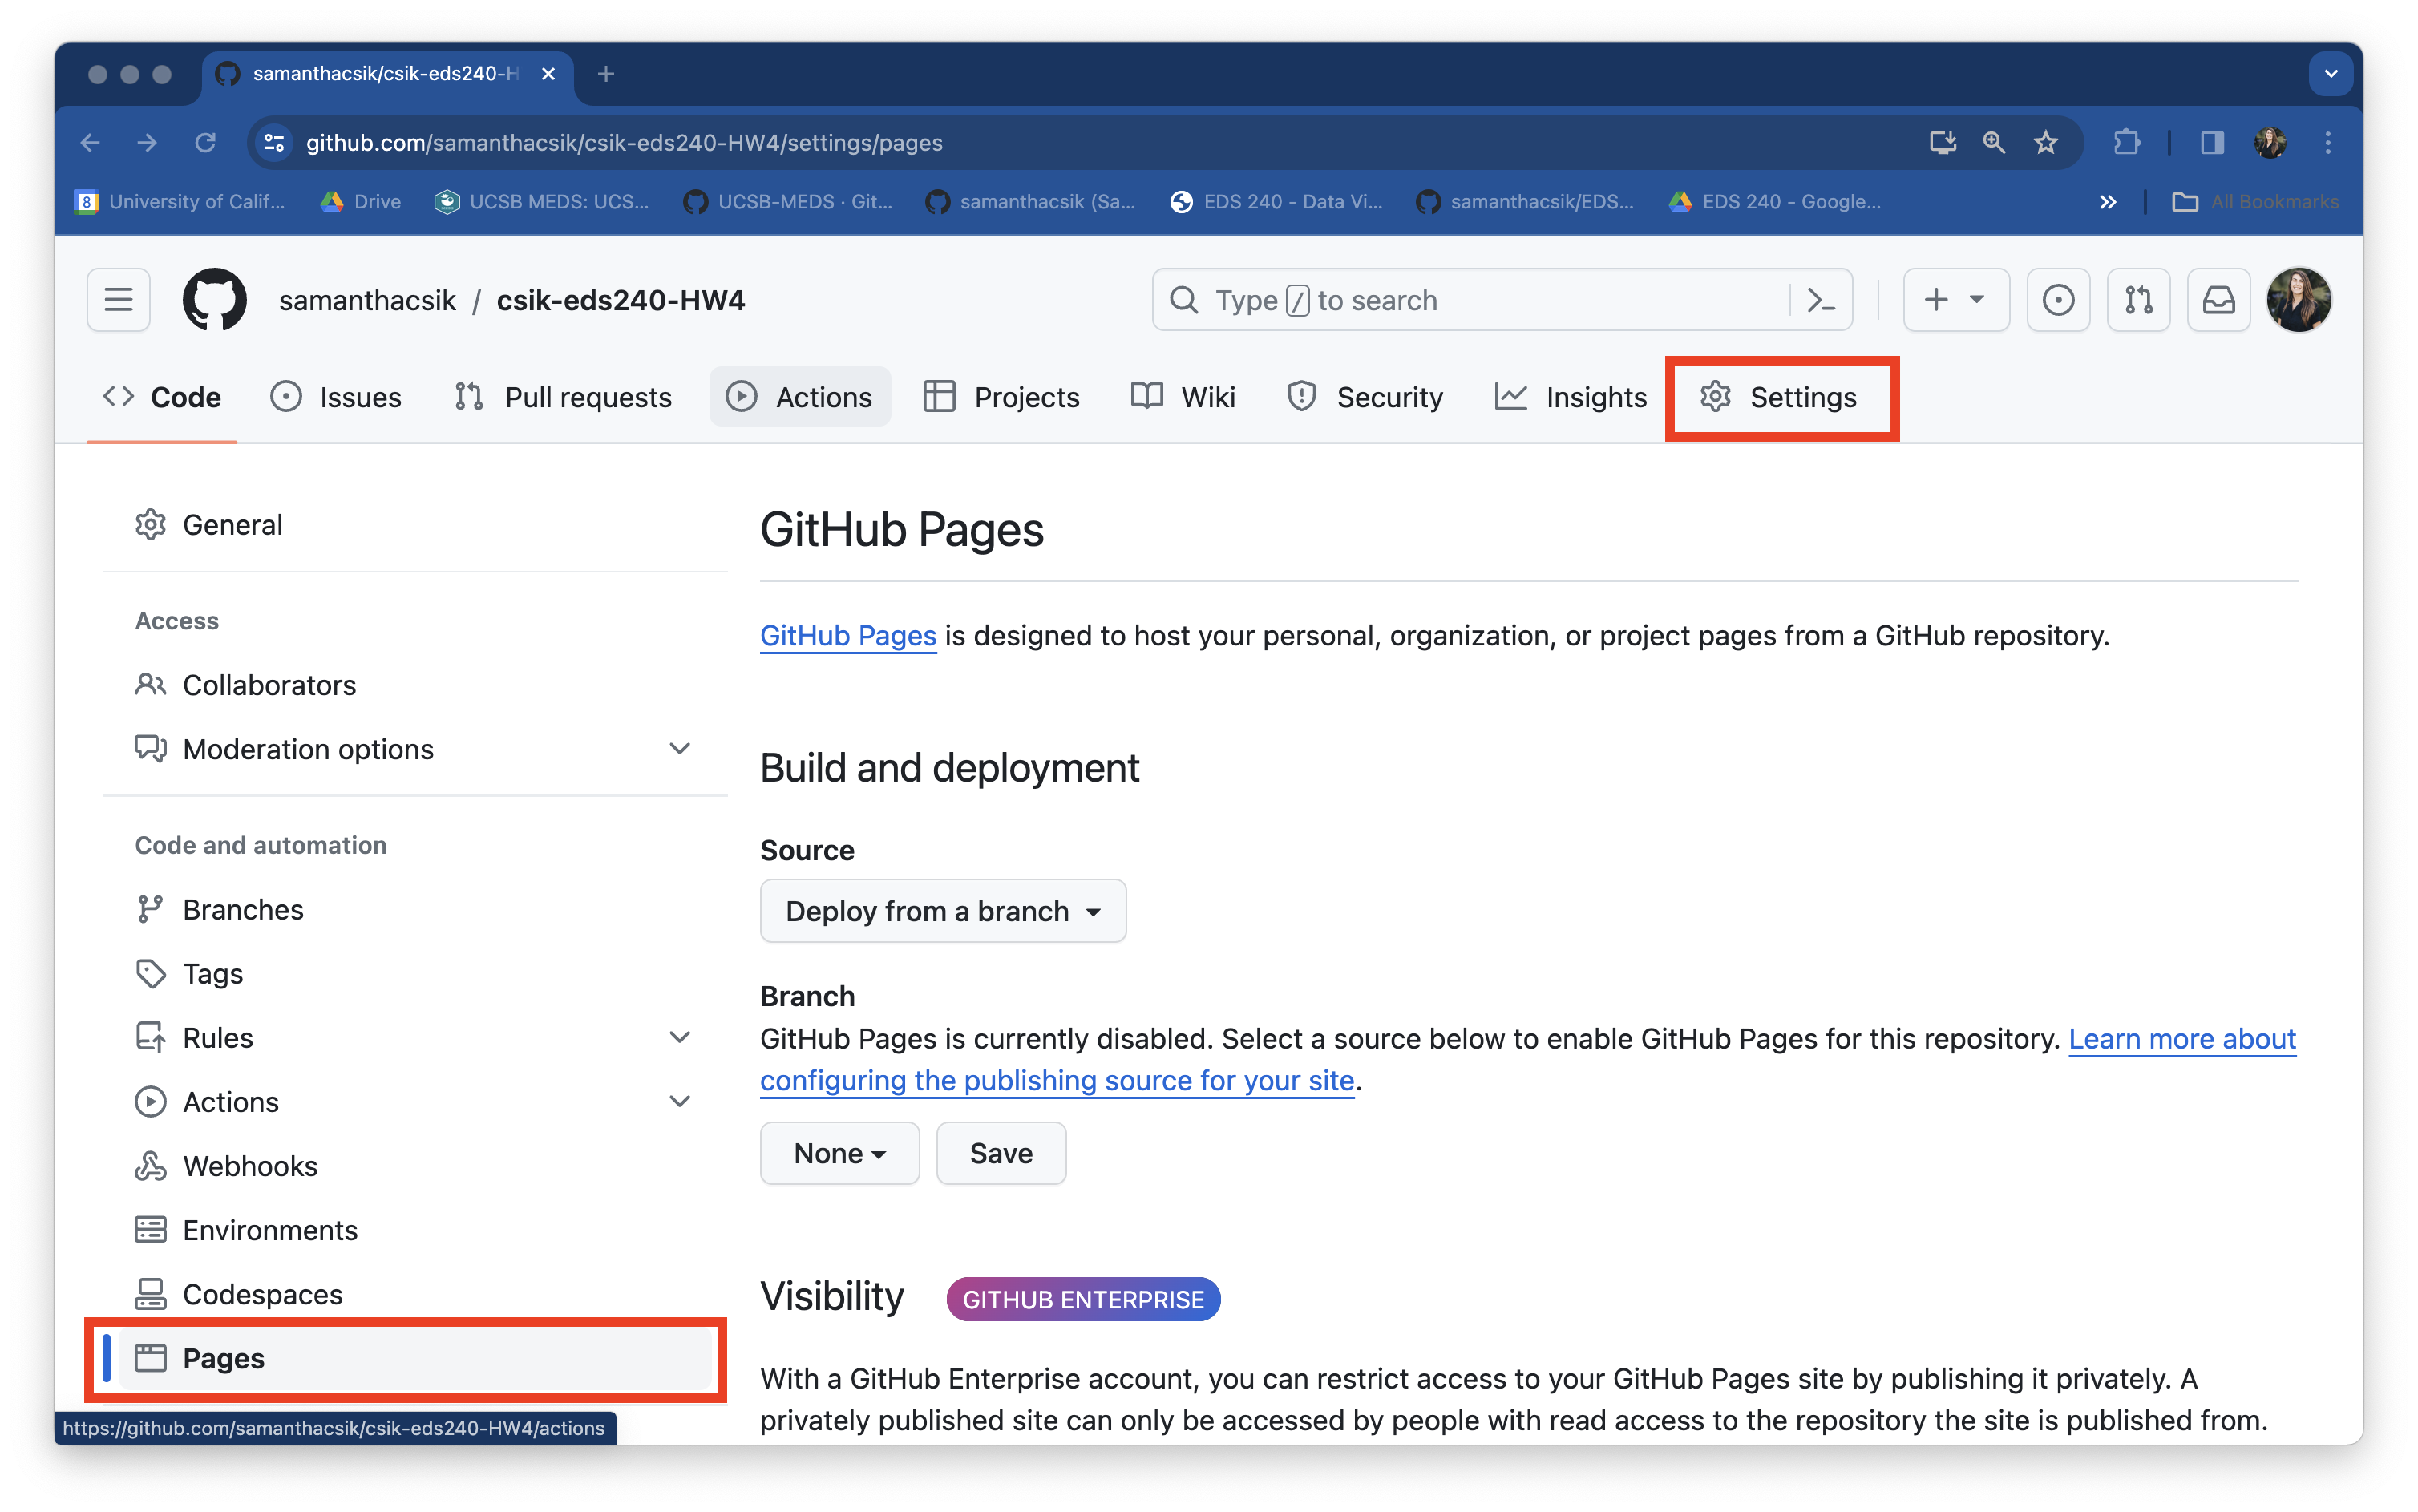 samanthacsik/csik-eds240-H
github.com/samanthacsik/csik-eds240-HW4/settings/pages
8 University of Calif... Drive UCSB MEDS: UCS... UCSB-MEDS · Git... samanthacsik (Sa... EDS 240 - Data Vi... samanthacsik/EDS... EDS 240 - Google... All Bookmarks
samanthacsik / csik-eds240-HW4 Type / to search
Code Issues Pull requests Actions Projects Wiki Security Insights Settings
General
Access
Collaborators
Moderation options
Code and automation
Branches
Tags
Rules
Actions
Webhooks
Environments
Codespaces
Pages
https://github.com/samanthacsik/csik-eds240-HW4/actions
GitHub Pages
GitHub Pages is designed to host your personal, organization, or project pages from a GitHub repository.
Build and deployment
Source
Deploy from a branch
Branch
GitHub Pages is currently disabled. Select a source below to enable GitHub Pages for this repository. Learn more about
configuring the publishing source for your site.
None Save
Visibility GITHUB ENTERPRISE
With a GitHub Enterprise account, you can restrict access to your GitHub Pages site by publishing it privately. A
privately published site can only be accessed by people with read access to the repository the site is published from.